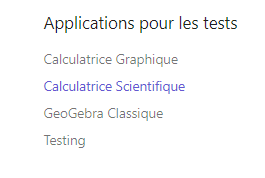 Applications pour les tests
Calculatrice Graphique
Calculatrice Scientifique
GeoGebra Classique
Testing